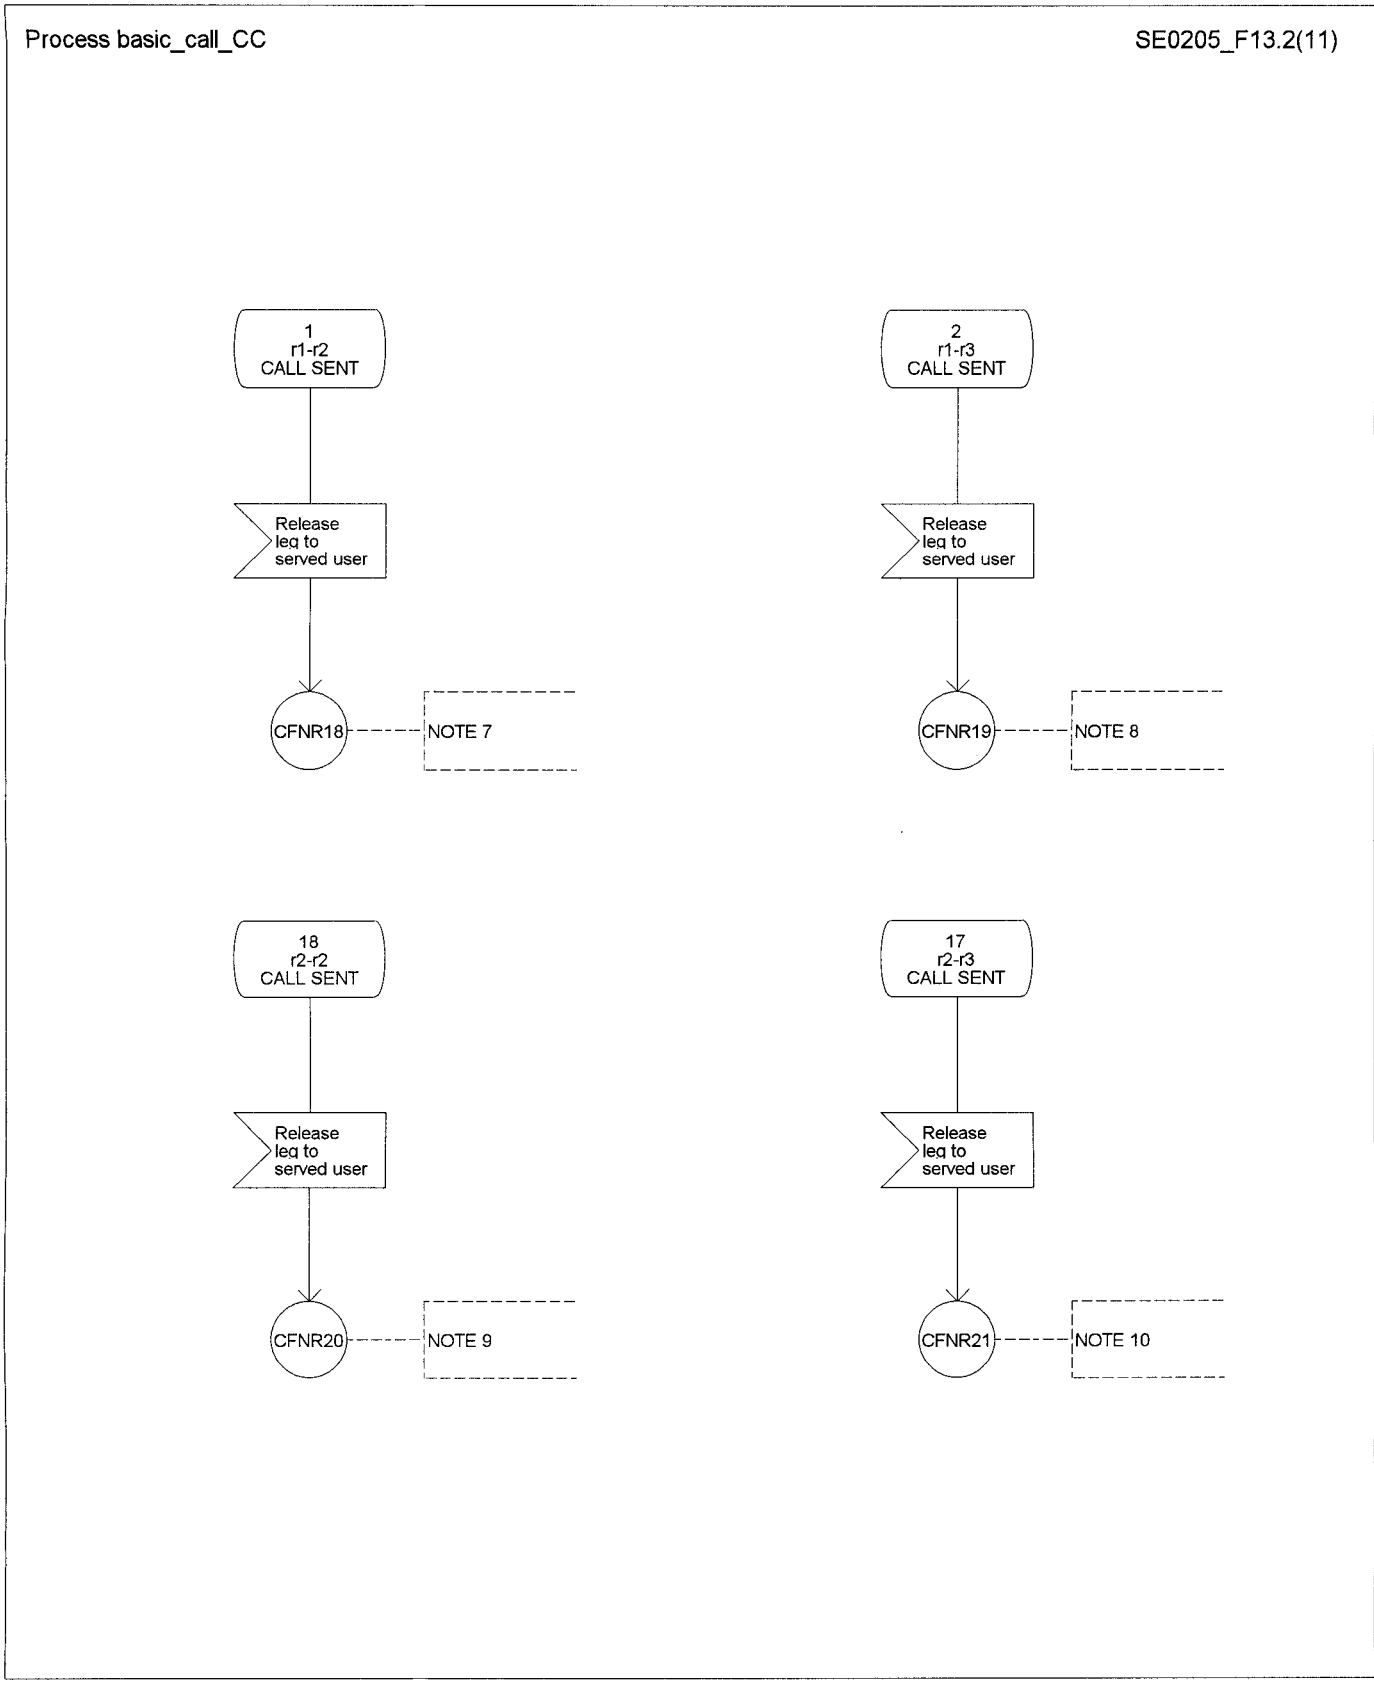 Process basic_call_CC
SE0205_F13.2(11)
1
r1-r2
CALL SENT
Release
leg to
served user
CFNR18
NOTE 7
2
r1-r3
CALL SENT
Release
leg to
served user
CFNR19
NOTE 8
18
r2-r2
CALL SENT
Release
leg to
served user
CFNR20
NOTE 9
17
r2-r3
CALL SENT
Release
leg to
served user
CFNR21
NOTE 10